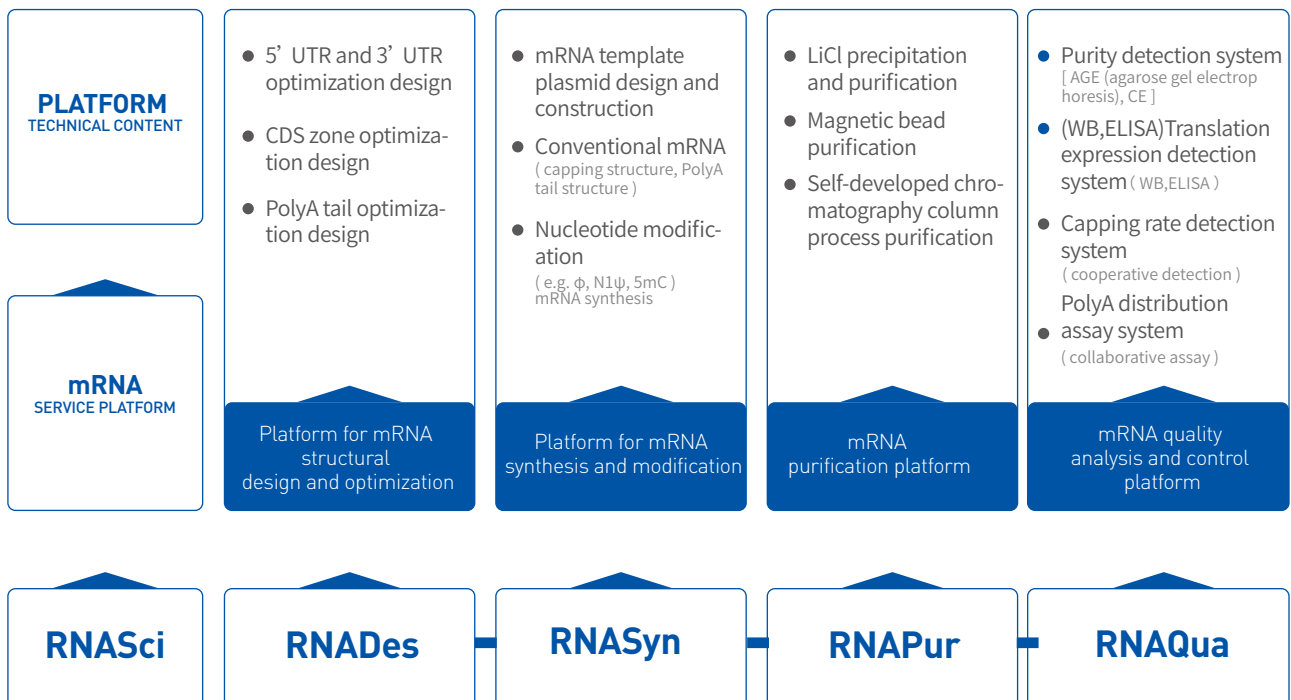 PLATFORM
TECHNICAL CONTENT
mRNA
SERVICE PLATFORM
● 5’ UTR and 3’ UTR
optimization design
● CDS zone optimiza-
tion design
● PolyA tail optimiza-
tion design
Platform for mRNA
structural
design and optimization
● mRNA template
plasmid design and
construction
● Conventional mRNA
( capping structure, PolyA
tail structure )
● Nucleotide modific-
ation
( e.g. ϕ, N1ψ, 5mC )
mRNA synthesis
Platform for mRNA
synthesis and modification
● LiCl precipitation
and purification
● Magnetic bead
purification
● Self-developed chro-
matography column
process purification
mRNA
purification platform
● Purity detection system
[ AGE (agarose gel electrop
horesis), CE ]
● (WB,ELISA)Translation
expression detection
system ( WB,ELISA )
● Capping rate detection
system
( cooperative detection )
PolyA distribution
● assay system
( collaborative assay )
mRNA quality
analysis and control
platform
RNASci
RNADes
RNASyn
RNAPur
RNAQua